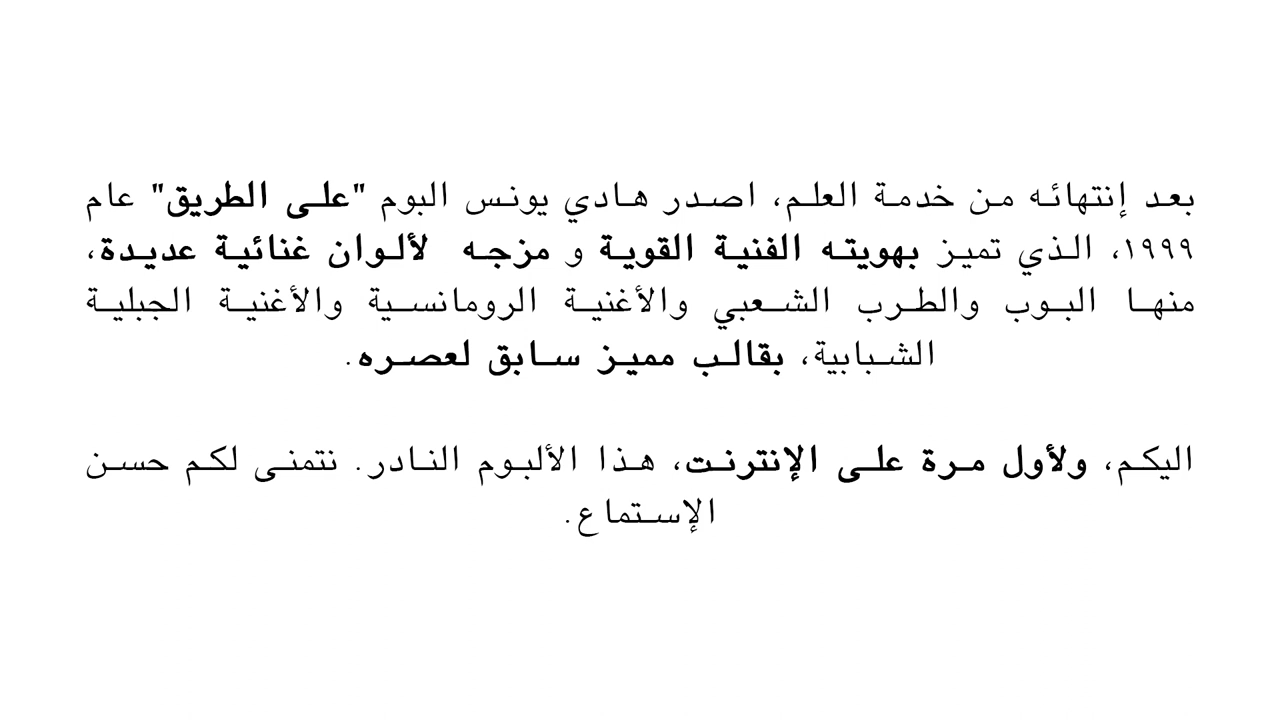 بعد إنتهائه من خدمة العلم، اصدر هادي يونس البوم "على الطريق" عام
١٩٩٩، الذي تميز بهويته الفنية القوية و مزجه لألوان غنائية عديدة،
منها البوب والطرب الشعبي والأغنية الرومانسية والأغنية الجبلية
الشبابية، بقالب مميز سابق لعصره.
اليكم، ولأول مرة على الإنترنت، هذا الألبوم النادر. نتمنى لكم حسن
الإستماع.